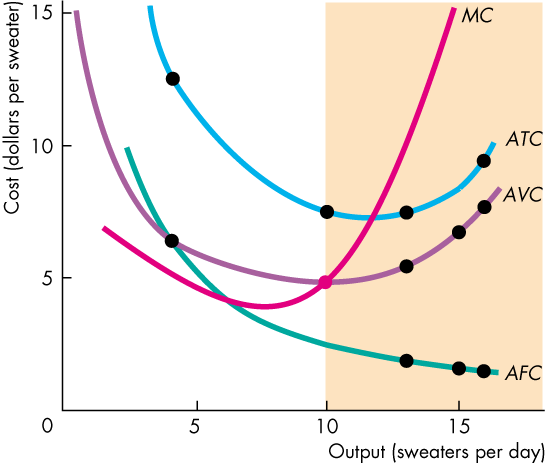 Cost (dollars per sweater)
15
10
5
0
5
10
15
Output (sweaters per day)
MC
ATC
AVC
AFC